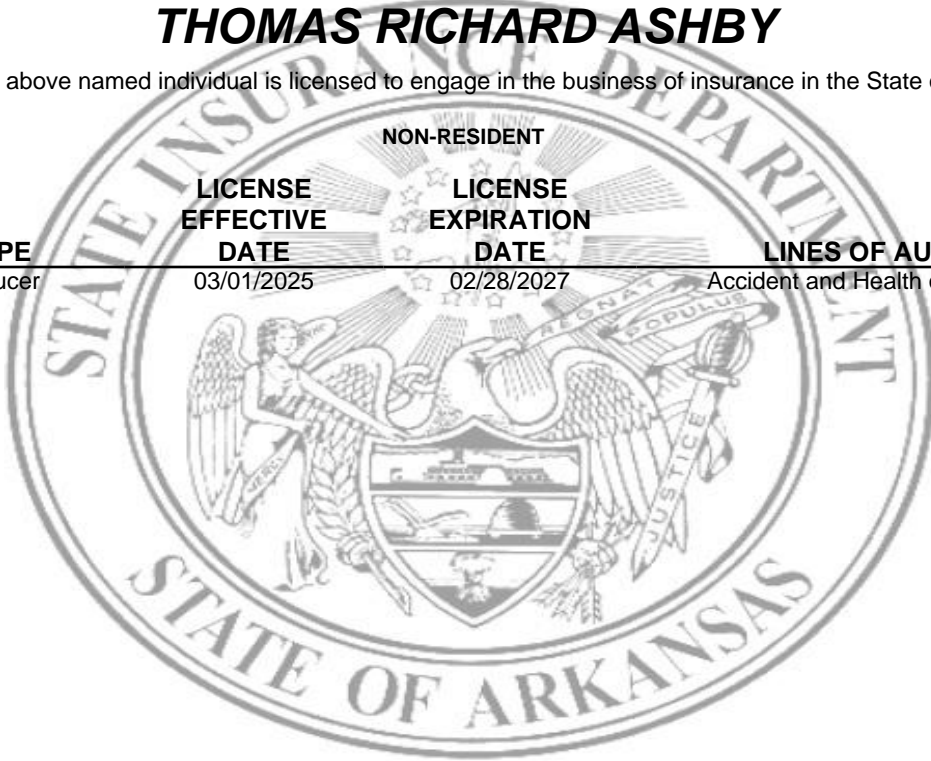 THOMAS RICHARD ASHBY
above named individual is licensed to engage in the business of insurance in the State
NON-RESIDENT
LICENSE EFFECTIVE DATE
LICENSE EXPIRATION DATE
LINES OF AU
PE
ucer
03/01/2025
02/28/2027
Accident and Health
STATE INSURANCE DEPARTMENT
REGNAT
POPULUS
MERCY
JUSTICE
STATE OF ARKANSAS